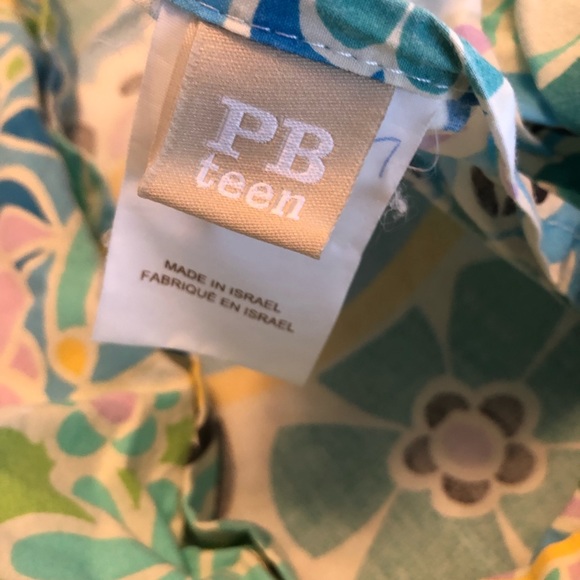 PB
teen
MADE IN ISRAEL
FABRIQUÉ EN ISRAEL